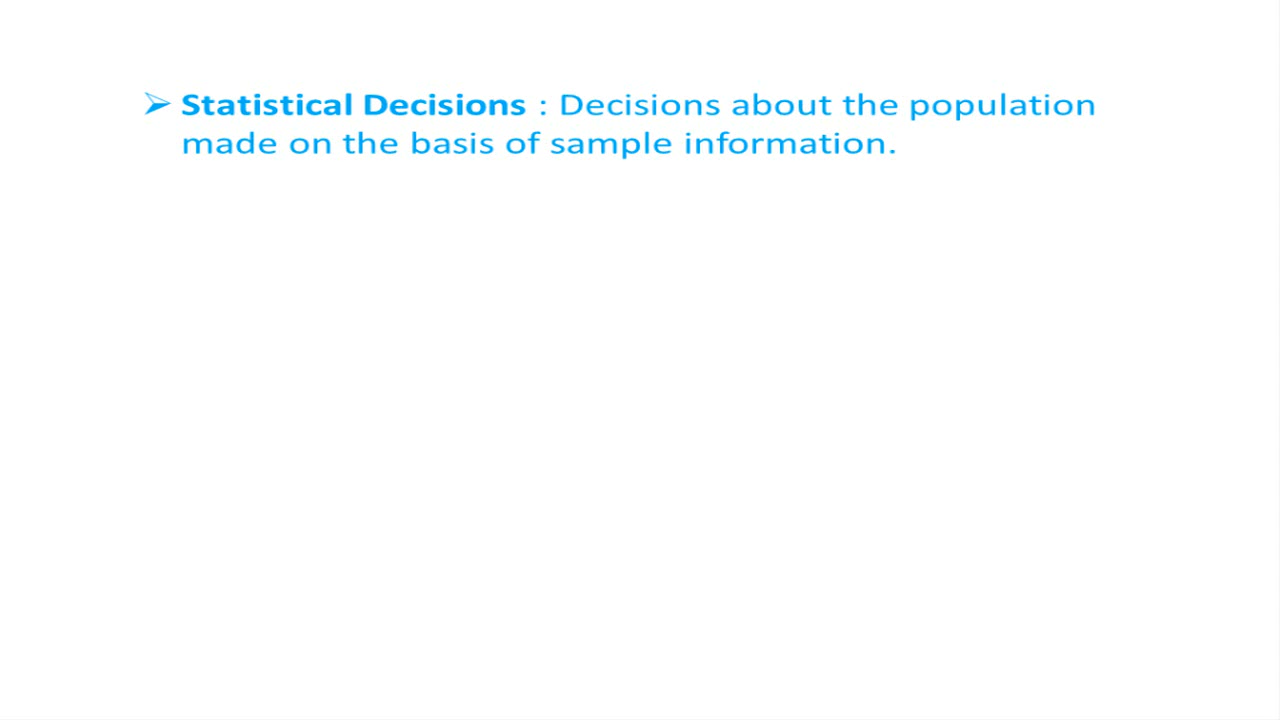 ➢ Statistical Decisions : Decisions about the population
made on the basis of sample information.